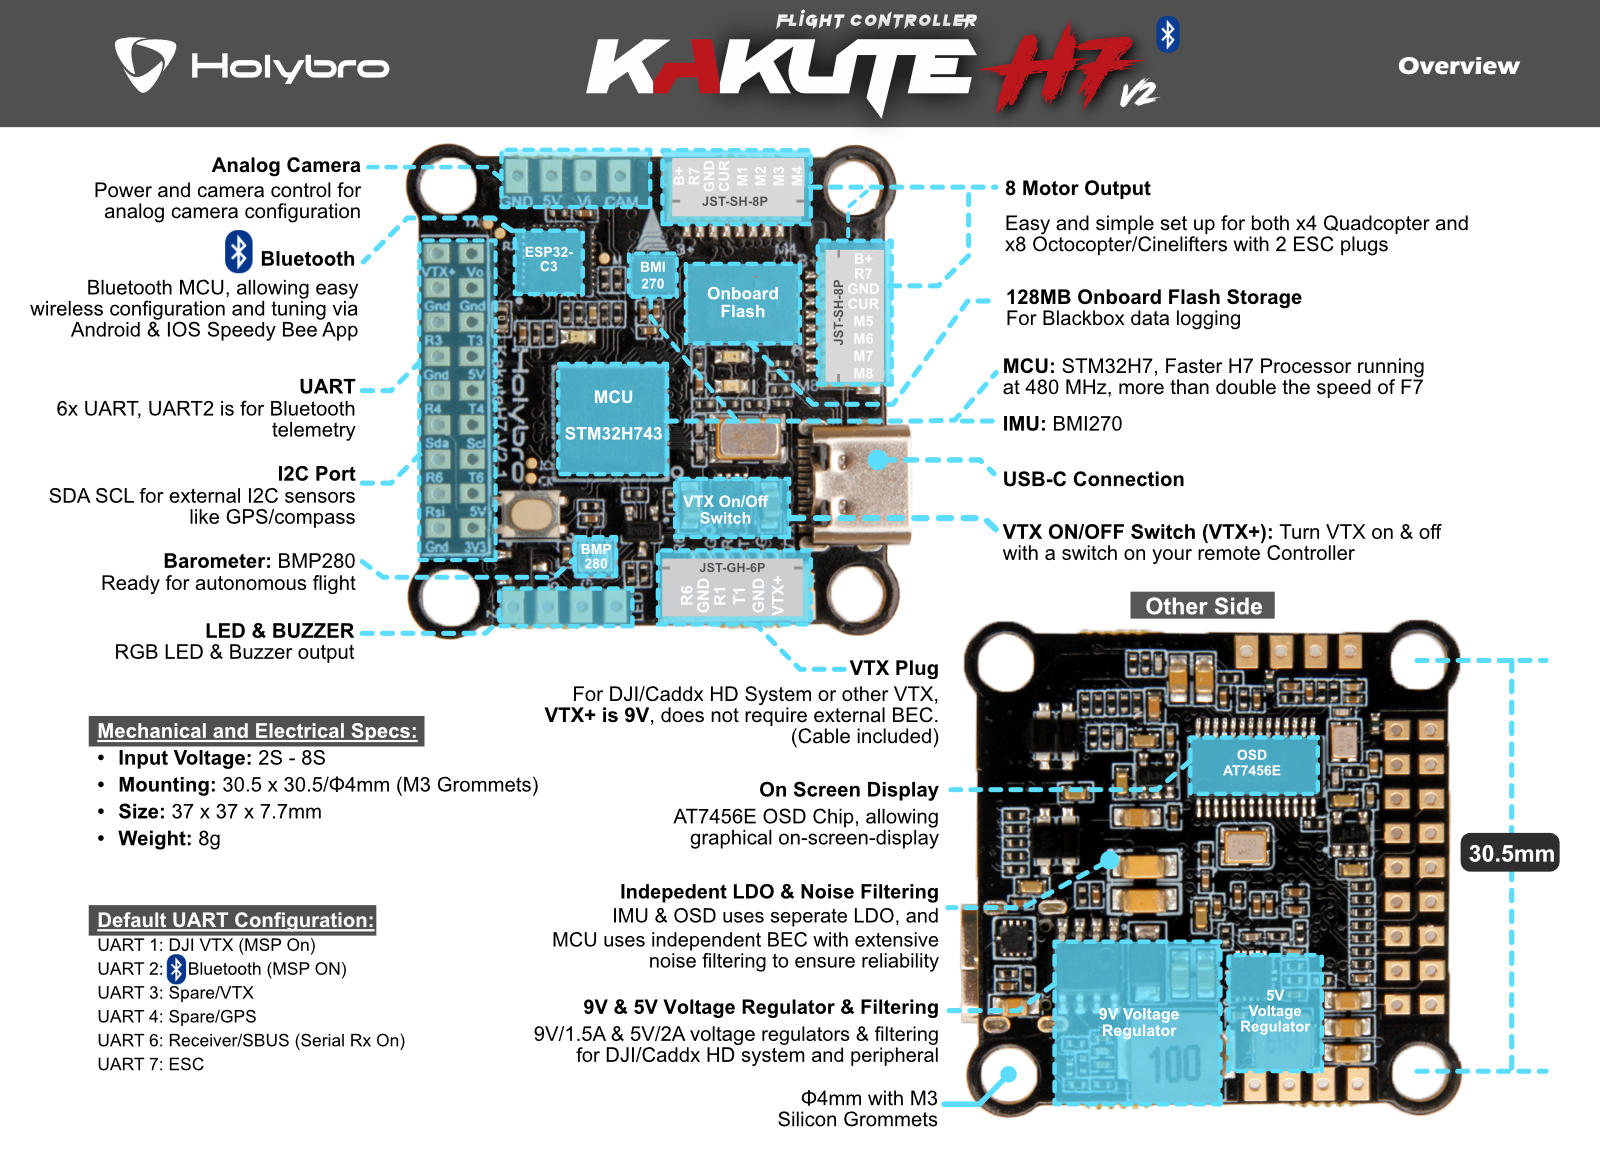 Holybro
FLIGHT CONTROLLER
KAKUTE H7
V2
Overview
Analog Camera
Power and camera control for
analog camera configuration
Bluetooth
Bluetooth MCU, allowing easy
wireless configuration and tuning via
Android & IOS Speedy Bee App
UART
6x UART, UART2 is for Bluetooth
telemetry
I2C Port
SDA SCL for external I2C sensors
like GPS/compass
Barometer: BMP280
Ready for autonomous flight
LED & BUZZER
RGB LED & Buzzer output
GND 5V Vi CAM
B+
R7
GND
CUR
M1
M2
M3
M4
JST-SH-8P
TX
ESP32-
C3
BMI
270
Onboard
Flash
B+
M4
JST-SH-8P
B+
R7
GND
CUR
M5
M6
M7
M8
VTX+ Vo
Gnd Gnd
R3 T3
Gnd 5V
R4 T4
Sda Scl
R6 T6
Rsi 5V
Gnd 3V3
Holybro
Kakute H7 V2.1
MCU
STM32H743
VTX On/Off
Switch
BMP
280
LED
JST-GH-6P
R6
GND
R1
T1
GND
VTX+
8 Motor Output
Easy and simple set up for both x4 Quadcopter and
x8 Octocopter/Cinelifters with 2 ESC plugs
128MB Onboard Flash Storage
For Blackbox data logging
MCU: STM32H7, Faster H7 Processor running
at 480 MHz, more than double the speed of F7
IMU: BMI270
USB-C Connection
VTX ON/OFF Switch (VTX+): Turn VTX on & off
with a switch on your remote Controller
Other Side
VTX Plug
For DJI/Caddx HD System or other VTX,
VTX+ is 9V, does not require external BEC.
(Cable included)
On Screen Display
AT7456E OSD Chip, allowing
graphical on-screen-display
Indepedent LDO & Noise Filtering
IMU & OSD uses seperate LDO, and
MCU uses independent BEC with extensive
noise filtering to ensure reliability
9V & 5V Voltage Regulator & Filtering
9V/1.5A & 5V/2A voltage regulators & filtering
for DJI/Caddx HD system and peripheral
Φ4mm with M3
Silicon Grommets
OSD
AT7456E
9V Voltage
Regulator
100
5V
Voltage
Regulator
30.5mm
Mechanical and Electrical Specs:
• Input Voltage: 2S - 8S
• Mounting: 30.5 x 30.5/Φ4mm (M3 Grommets)
• Size: 37 x 37 x 7.7mm
• Weight: 8g
Default UART Configuration:
UART 1: DJI VTX (MSP On)
UART 2: Bluetooth (MSP ON)
UART 3: Spare/VTX
UART 4: Spare/GPS
UART 6: Receiver/SBUS (Serial Rx On)
UART 7: ESC